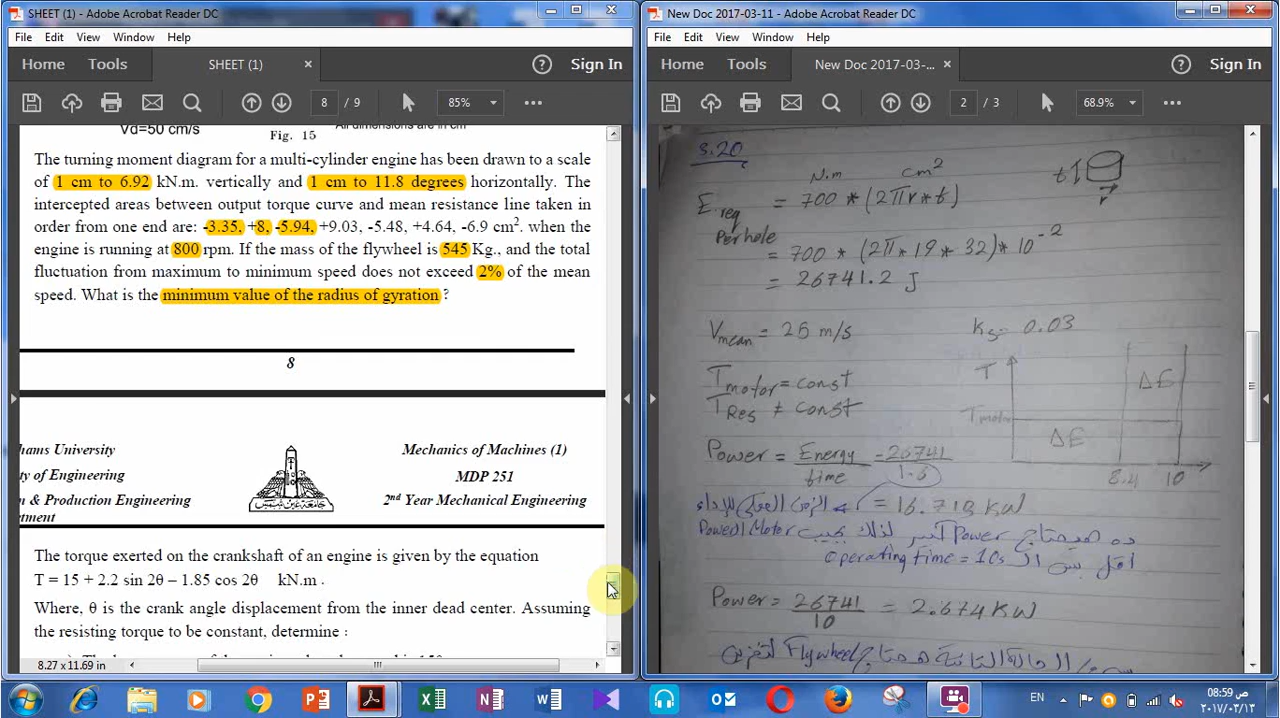 SHEET (1) - Adobe Acrobat Reader DC
File Edit View Window Help
Home Tools SHEET (1) × Sign In
8 / 9 85%
Vd=50 cm/s
All dimensions are in cm
Fig. 15
The turning moment diagram for a multi-cylinder engine has been drawn to a scale
of 1 cm to 6.92 kN.m. vertically and 1 cm to 11.8 degrees horizontally. The
intercepted areas between output torque curve and mean resistance line taken in
order from one end are: -3.35, +8, -5.94, +9.03, -5.48, +4.64, -6.9 cm². when the
engine is running at 800 rpm. If the mass of the flywheel is 545 Kg., and the total
fluctuation from maximum to minimum speed does not exceed 2% of the mean
speed. What is the minimum value of the radius of gyration ?
8
hams University
y of Engineering
n & Production Engineering
tment
Mechanics of Machines (1)
MDP 251
2nd Year Mechanical Engineering
The torque exerted on the crankshaft of an engine is given by the equation
T = 15 + 2.2 sin 2θ – 1.85 cos 2θ kN.m .
Where, θ is the crank angle displacement from the inner dead center. Assuming
the resisting torque to be constant, determine :
8.27 x 11.69 in
New Doc 2017-03-11 - Adobe Acrobat Reader DC
File Edit View Window Help
Home Tools New Doc 2017-03-... × Sign In
2 / 3 68.9%
3.20
N.m cm²
t r
E req = 700 * (2πr*t)
Per hole
= 700 * (2π * 19 * 32) * 10⁻²
= 26741.2 J
Vmean = 25 m/s ks = 0.03
Tmotor = const
TRes ≠ const
T
Tmotor
ΔE
ΔE
8.4 10
Power = Energy / time = 26741 / 1.6
= 16.713 KW
operating time = 10s
Power = 26741 / 10 = 2.674 KW
Flywheel
EN
08:59 ص
٢٠١٧/٠٣/١٣